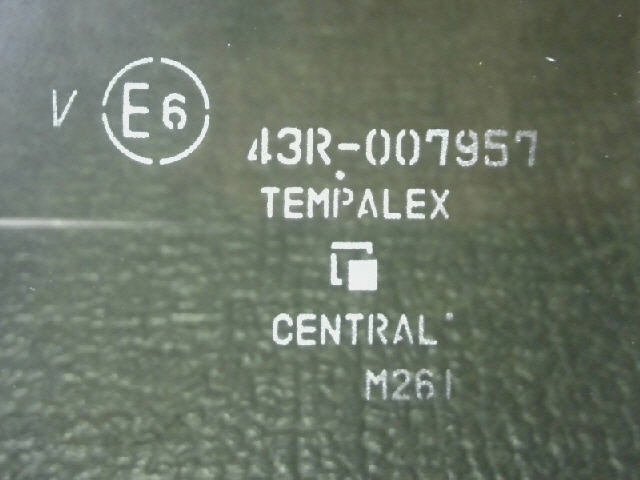 V E6
43R-007957
TEMPALEX
CENTRAL
M261